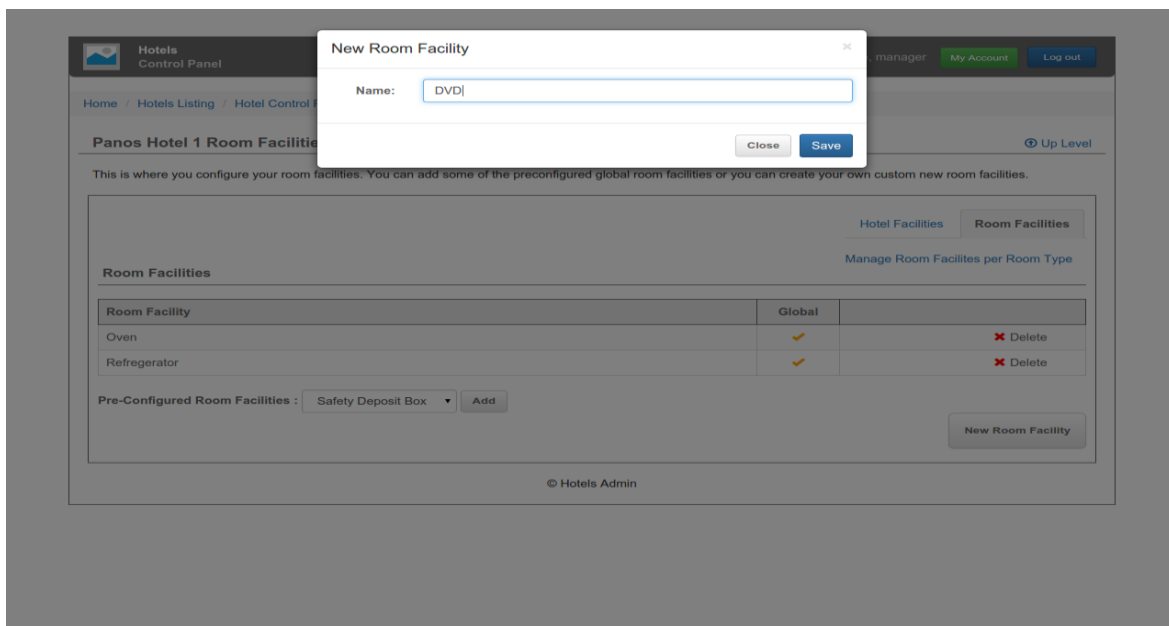 Hotels
Control Panel
New Room Facility
×
, manager
My Account
Log out
Name:
DVD
Home / Hotels Listing / Hotel Control
Close
Save
Panos Hotel 1 Room
Up Level
This is where you configure your room facilities. You can add some of the preconfigured global room facilities or you can create your own custom new room facilities.
Hotel Facilities
Room Facilities
Manage Room Facilites per Room Type
Room Facilities
Room Facility
Global
Oven
Delete
Refregerator
Delete
Pre-Configured Room Facilities :
Safety Deposit Box
Add
New Room Facility
© Hotels Admin